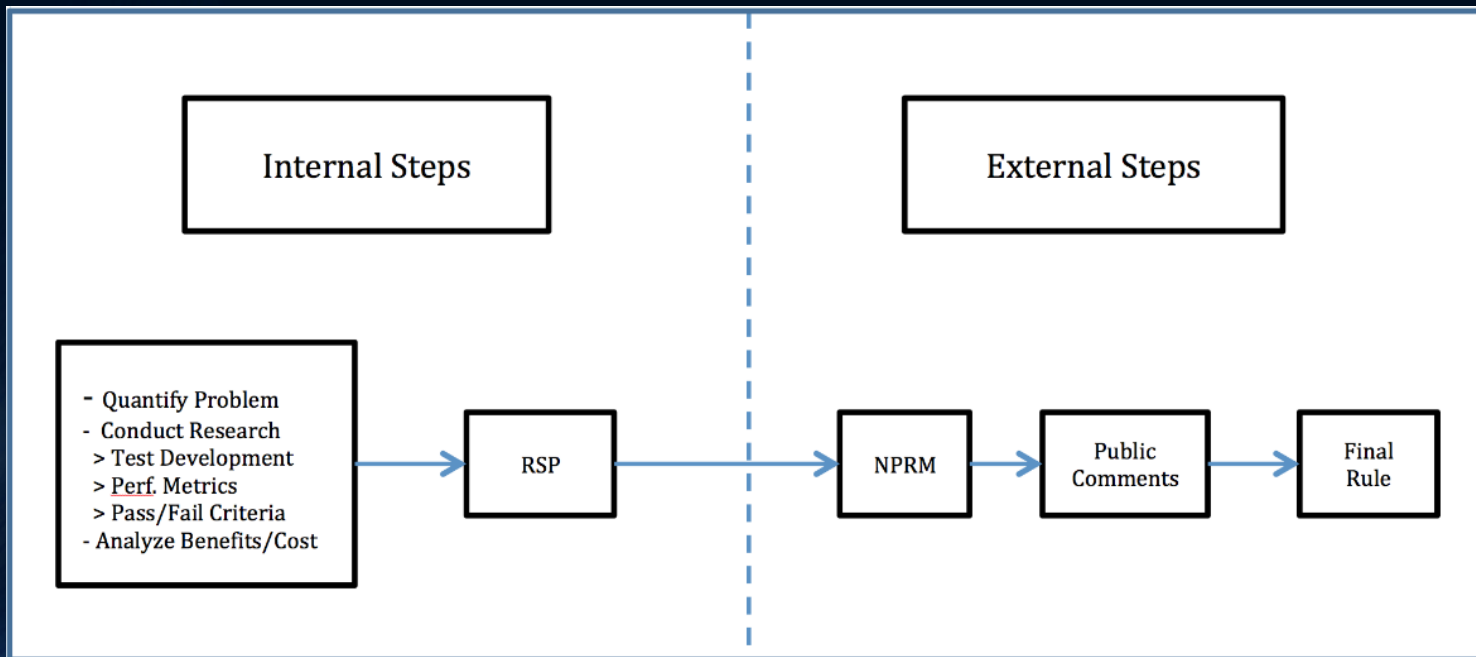 Internal Steps
External Steps
- Quantify Problem
- Conduct Research
> Test Development
> Perf. Metrics
> Pass/Fail Criteria
- Analyze Benefits/Cost
RSP
NPRM
Public
Comments
Final
Rule